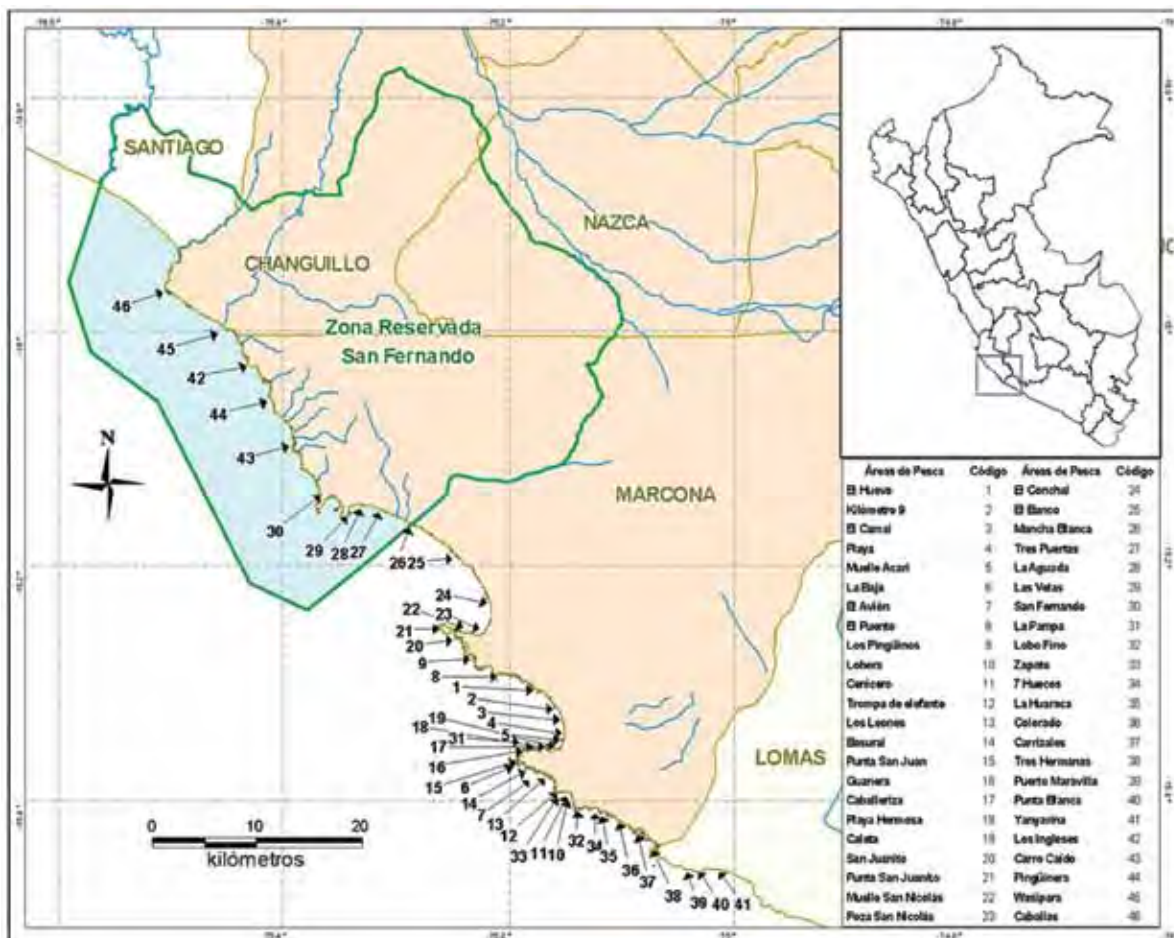 SANTIAGO
NAZCA
CHANGUILLO
Zona Reservada
San Fernando
MARCONA
LOMAS
N
46
45
42
44
43
30
29 28 27
26 25
24
22 23
21
20
9
8
1
2
3
19 4
18 5
31
17
16
15 6
14
7
13
12
33 11 10
32 34 35
36
37
38
39 40 41
0 10 20
kilómetros
Áreas de Pesca Código Áreas de Pesca Código
El Huevo 1 El Conchal 24
Kilómetro 9 2 El Banco 25
El Camal 3 Mancha Blanca 26
Playa 4 Tres Puertas 27
Muelle Acarí 5 La Aguada 28
La Baja 6 Las Vetas 29
El Avión 7 San Fernando 30
El Puente 8 La Pampa 31
Los Pingüinos 9 Lobo Fino 32
Lobera 10 Zapata 33
Cenicero 11 7 Huecos 34
Trompa de elefante 12 La Huaraca 35
Los Leones 13 Colorado 36
Basural 14 Carrizales 37
Punta San Juan 15 Tres Hermanas 38
Guanera 16 Puerto Maravilla 39
Caballeriza 17 Punta Blanca 40
Playa Hermosa 18 Yanyarina 41
Caleta 19 Los Ingleses 42
San Juanito 20 Carro Caído 43
Punta San Juanito 21 Pingüinera 44
Muelle San Nicolás 22 Wasipara 45
Poza San Nicolás 23 Caballas 46